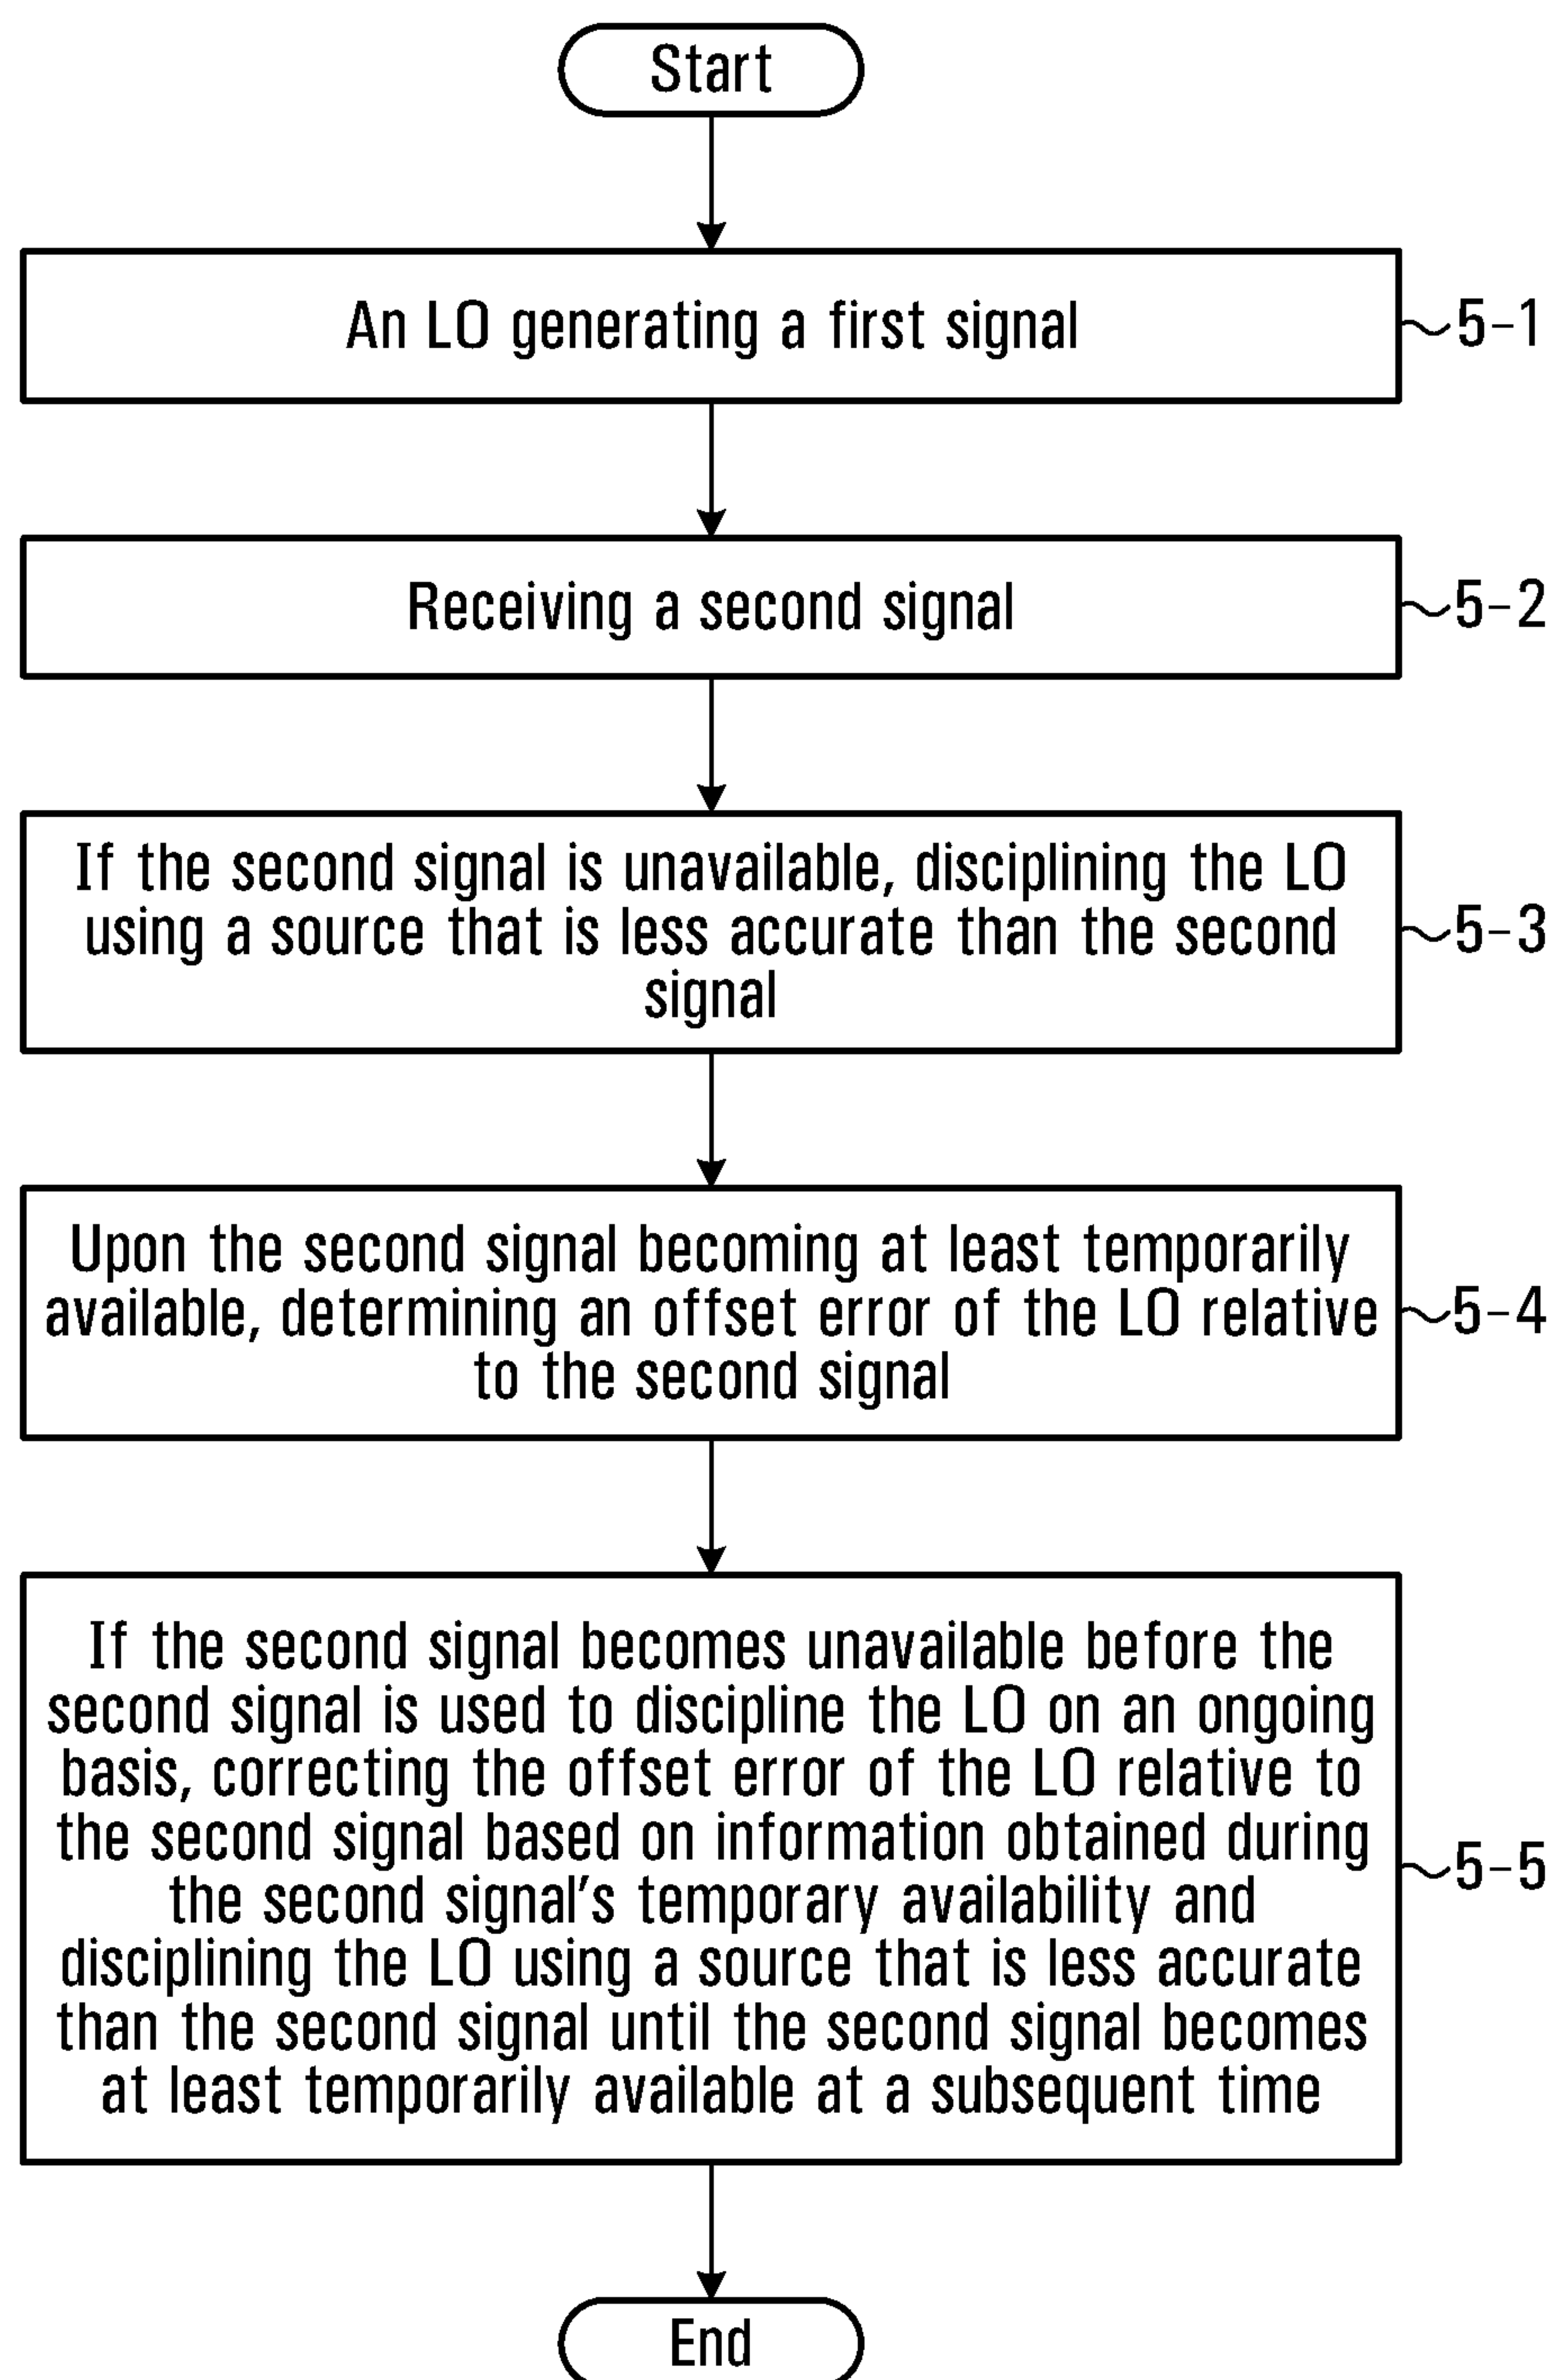 Start
An LO generating a first signal
5-1
Receiving a second signal
5-2
If the second signal is unavailable, disciplining the LO
using a source that is less accurate than the second
signal
5-3
Upon the second signal becoming at least temporarily
available, determining an offset error of the LO relative
to the second signal
5-4
If the second signal becomes unavailable before the
second signal is used to discipline the LO on an ongoing
basis, correcting the offset error of the LO relative to
the second signal based on information obtained during
the second signal's temporary availability and
disciplining the LO using a source that is less accurate
than the second signal until the second signal becomes
at least temporarily available at a subsequent time
5-5
End